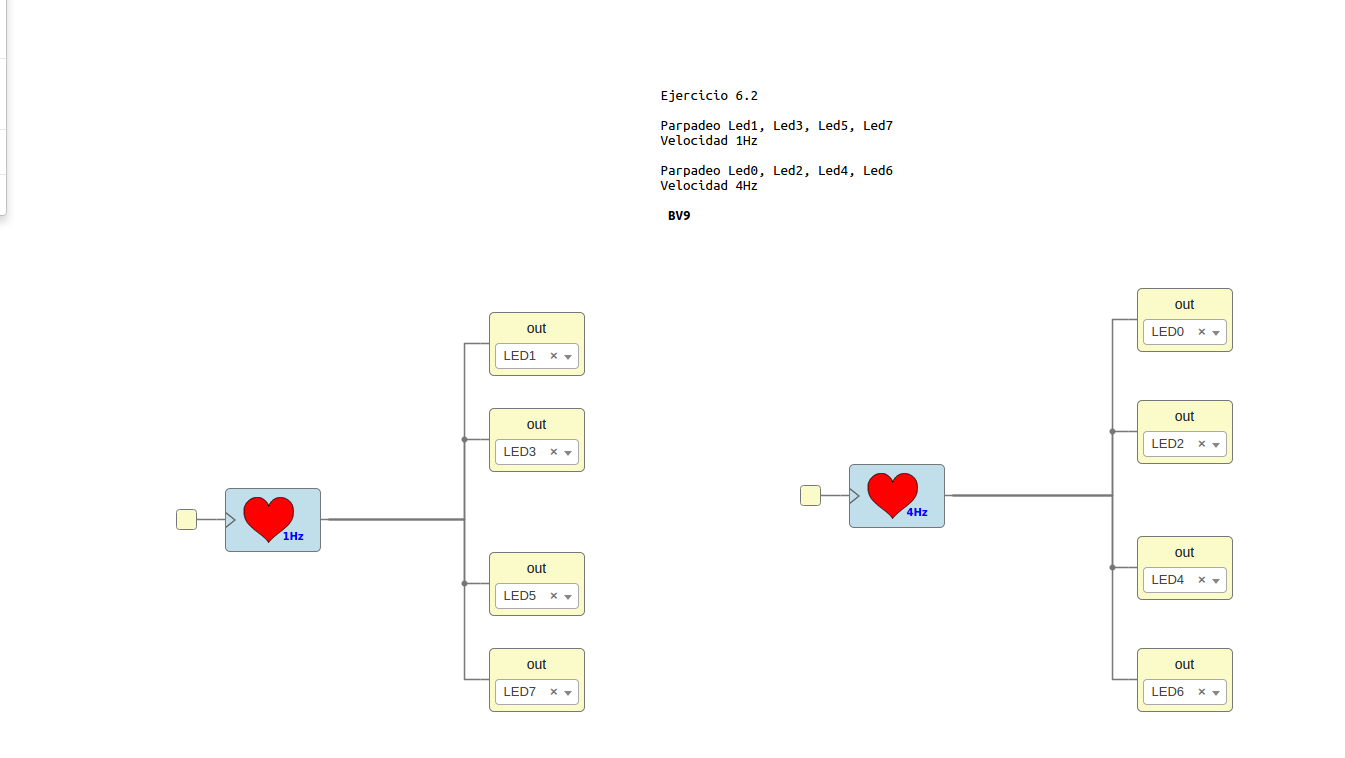 Ejercicio 6.2
Parpadeo Led1, Led3, Led5, Led7
Velocidad 1Hz
Parpadeo Led0, Led2, Led4, Led6
Velocidad 4Hz
BV9
out
LED1
out
LED3
1Hz
out
LED5
out
LED7
out
LED0
out
LED2
4Hz
out
LED4
out
LED6